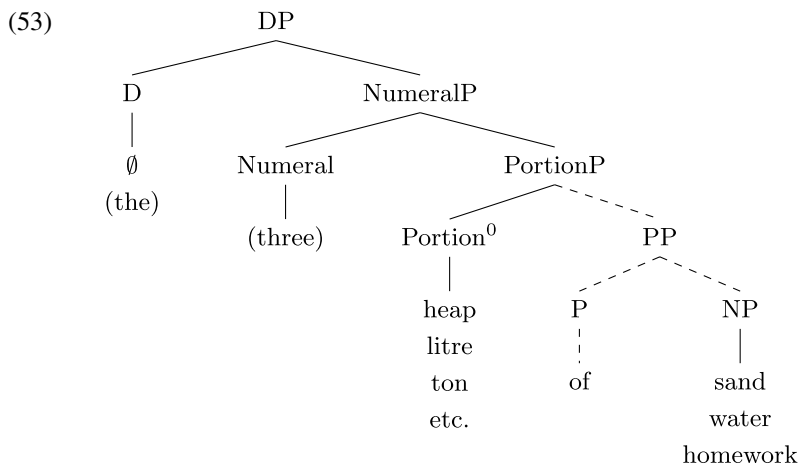 (53) DP
D NumeralP
∅ Numeral PortionP
(the)
(three) Portion⁰ PP
heap P NP
litre
ton of sand
etc. water
homework